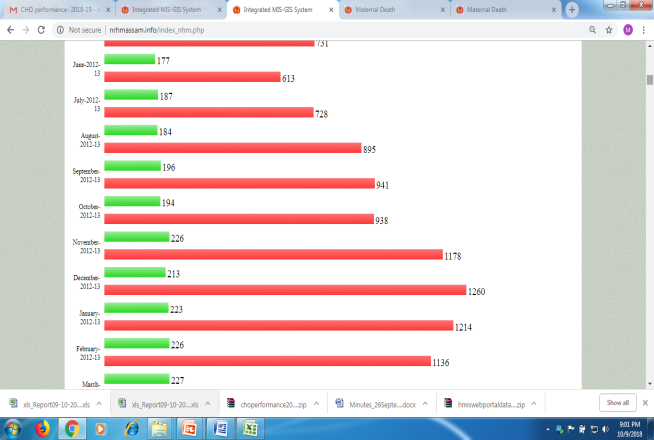 CHO performance- 2018-19 -
Integrated MIS-GIS System
Integrated MIS-GIS System
Maternal Death
Maternal Death
Not secure | nrhmassam.info/index_nhm.php
M
731
June-2012-
13
177
613
July-2012-
13
187
728
August-
2012-13
184
895
September-
2012-13
196
941
October-
2012-13
194
938
November-
2012-13
226
1178
December-
2012-13
213
1260
January-
2012-13
223
1214
February-
2012-13
226
1136
March-
227
xls_Report09-10-20....xls
xls_Report09-10-20....xls
choperformance20....zip
Minutes_26Septe....docx
hmiswebportaldata....zip
Show all
9:01 PM
10/9/2018